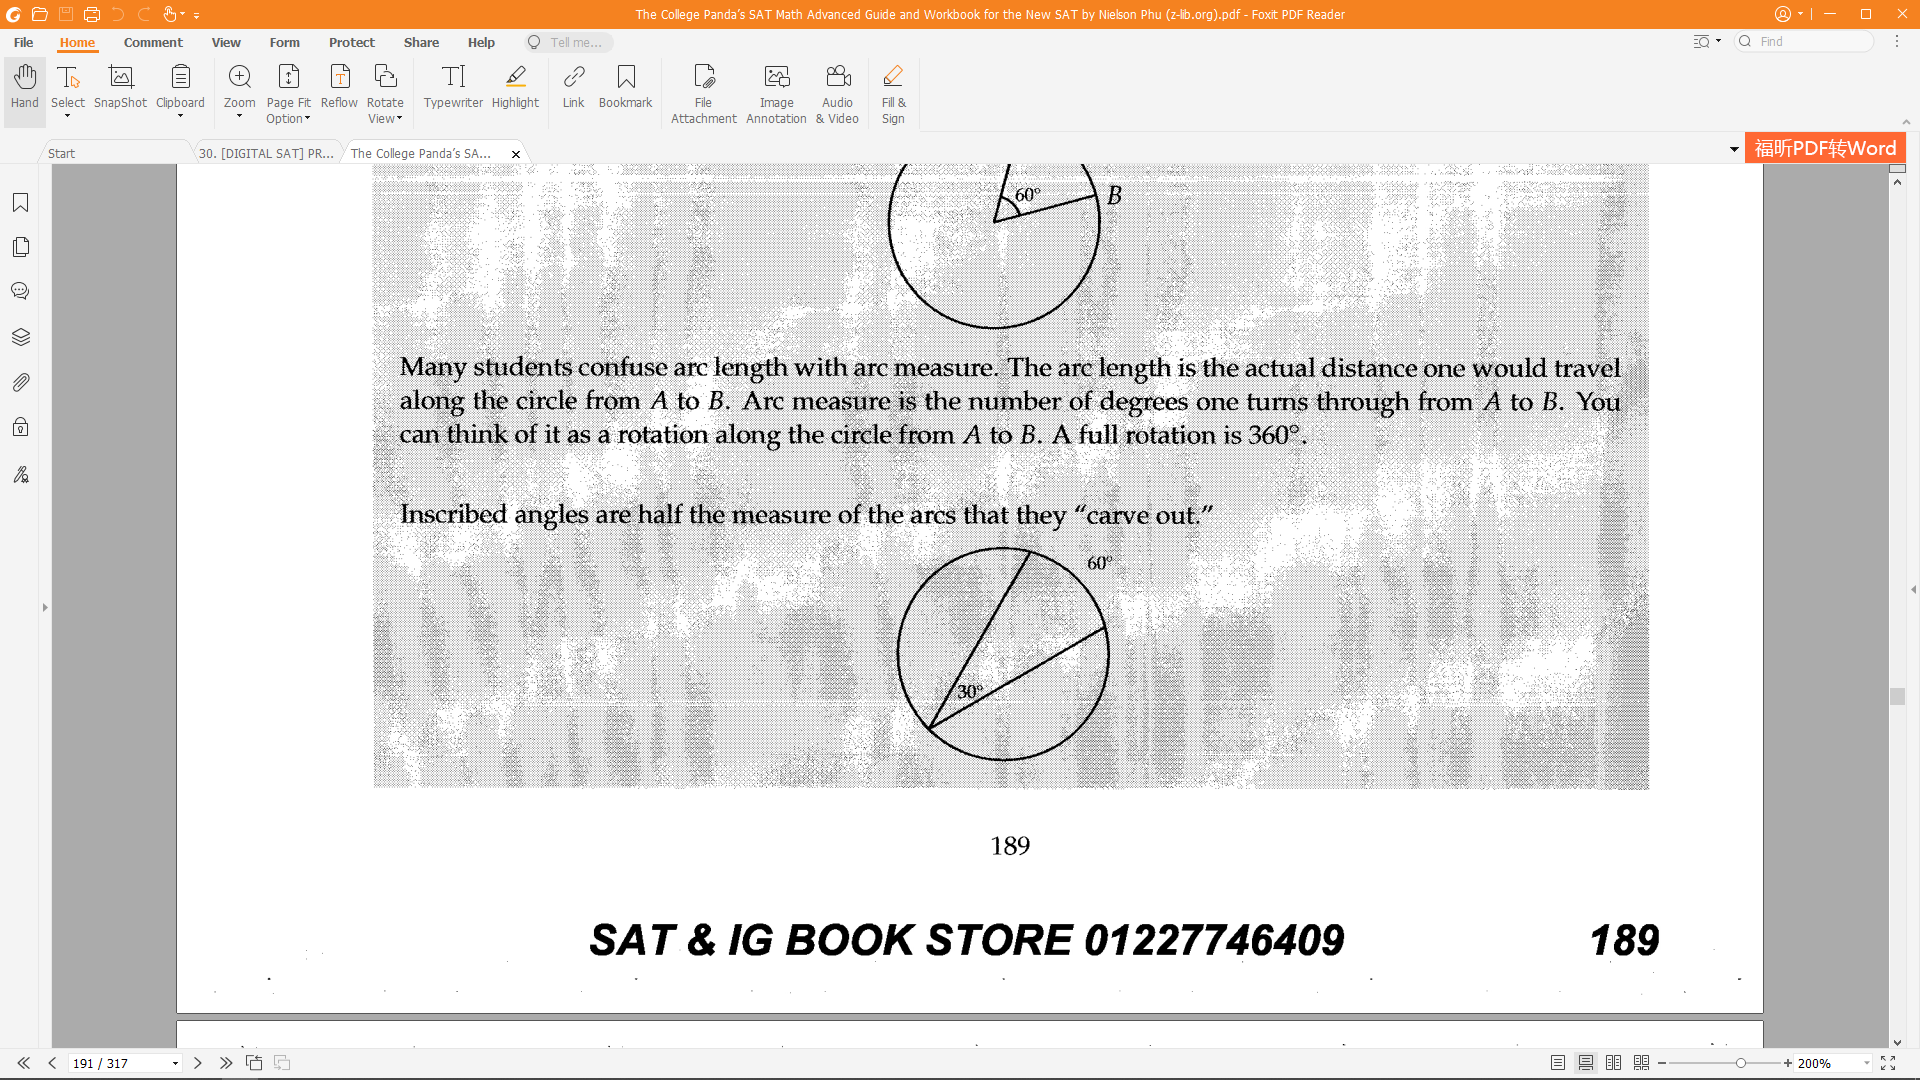 The College Panda's SAT Math Advanced Guide and Workbook for the New SAT by Nielson Phu (z-lib.org).pdf - Foxit PDF Reader
File Home Comment View Form Protect Share Help Tell me... Find
Hand Select SnapShot Clipboard Zoom Page Fit Option Reflow Rotate View Typewriter Highlight Link Bookmark File Attachment Image Annotation Audio & Video Fill & Sign
Start 30. [DIGITAL SAT] PR... The College Panda's SA... 福昕PDF转Word
60°
B
Many students confuse arc length with arc measure. The arc length is the actual distance one would travel
along the circle from A to B. Arc measure is the number of degrees one turns through from A to B. You
can think of it as a rotation along the circle from A to B. A full rotation is 360°.
Inscribed angles are half the measure of the arcs that they “carve out.”
60°
30°
189
SAT & IG BOOK STORE 01227746409 189
191 / 317 200%